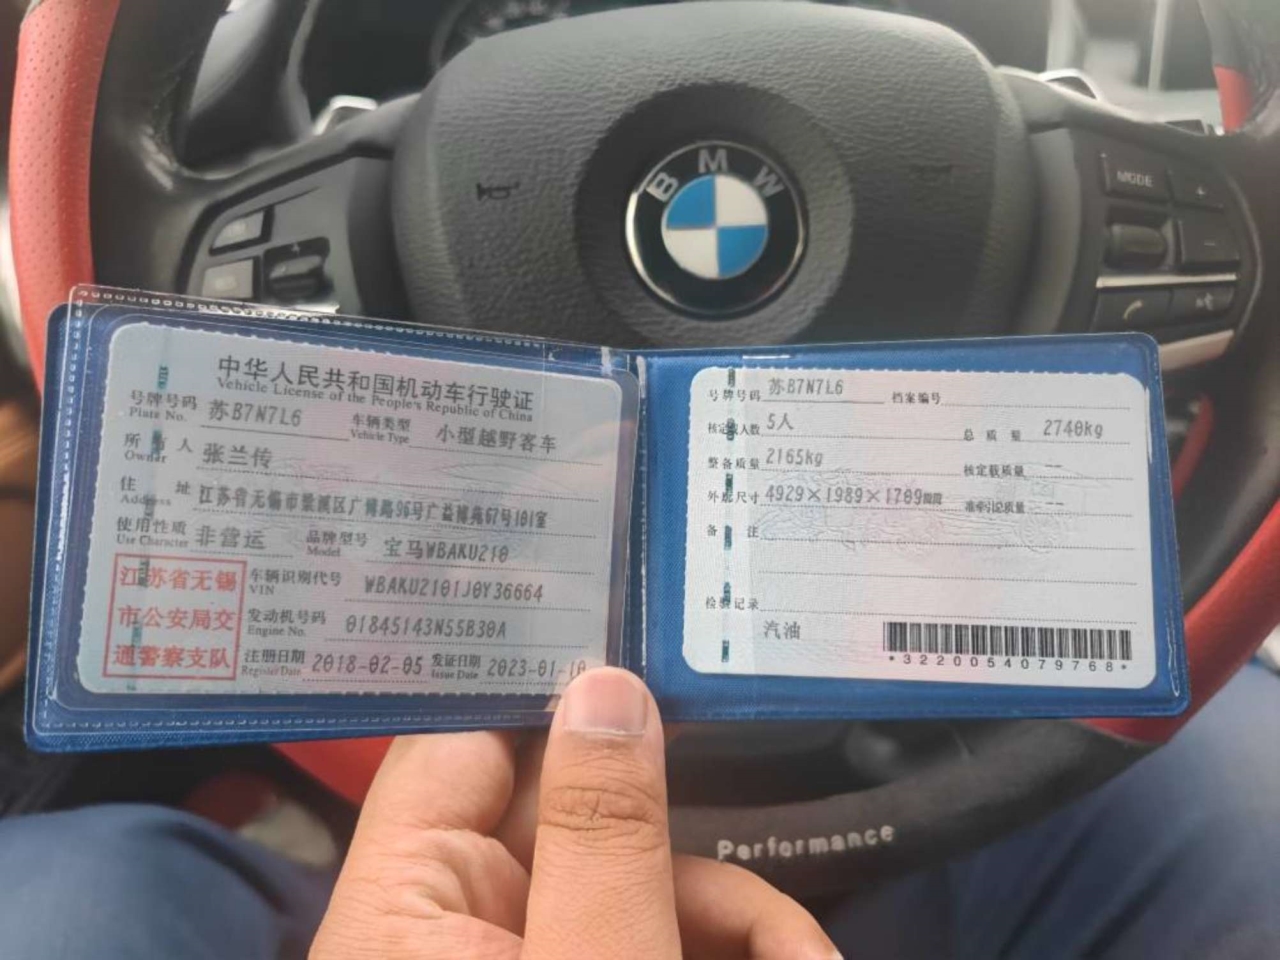 BMW
MODE
+
-
中华人民共和国机动车行驶证
Vehicle License of the People's Republic of China
号牌号码 苏B7N7L6 车辆类型 小型越野客车
Plate No. Vehicle Type
所有人 张兰传
Owner
住址 江苏省无锡市梁溪区广博路96号广益博苑67号101室
Address
使用性质 非营运 品牌型号 宝马WBAKU210
Use Character Model
江苏省无锡
市公安局交
通警察支队
车辆识别代号 WBAKU2101J0Y36664
VIN
发动机号码 01845143N55B30A
Engine No.
注册日期 2018-02-05 发证日期 2023-01-10
Register Date Issue Date
号牌号码 苏B7N7L6 档案编号
核定载人数 5人 总质量 2740kg
整备质量 2165kg 核定载质量 --
外廓尺寸 4929×1989×1709mm 准牵引总质量 --
备注
检验记录
汽油
*3220054079768*
Performance